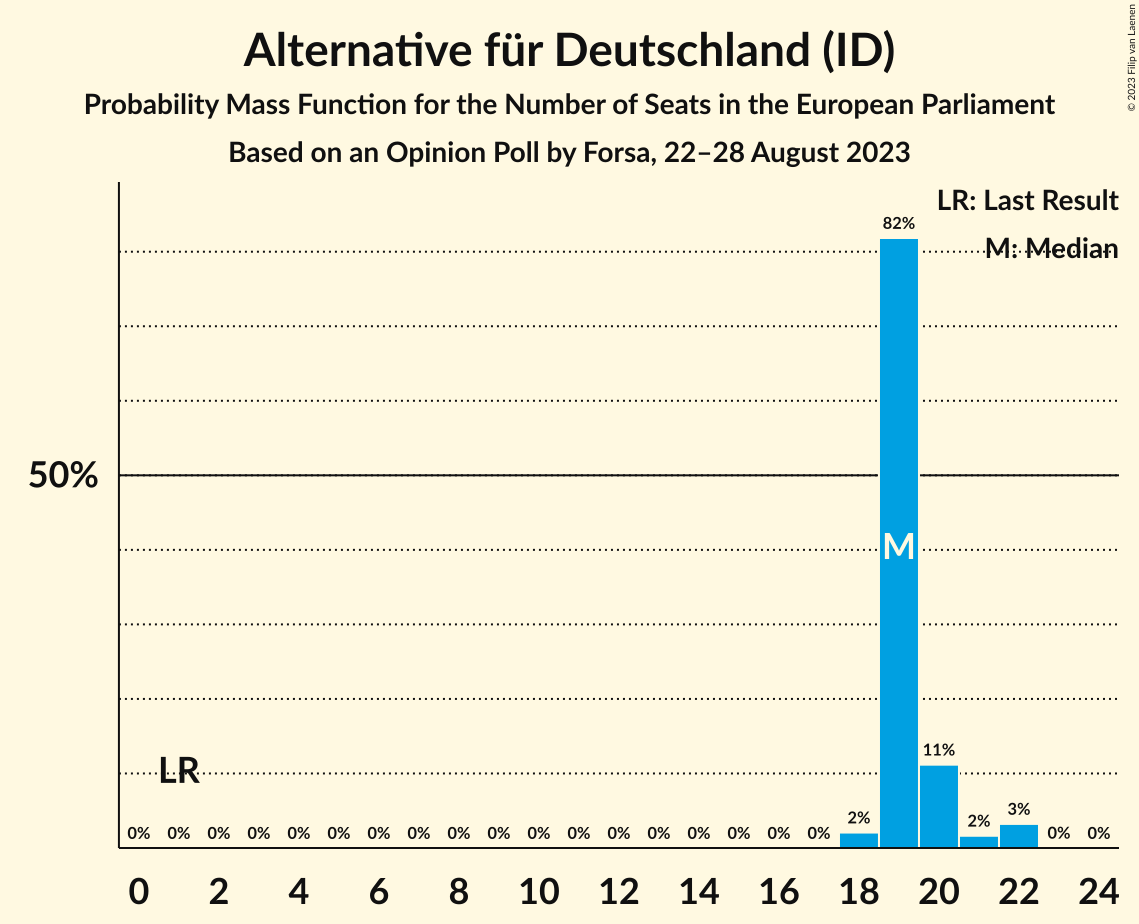 Alternative für Deutschland (ID)
Probability Mass Function for the Number of Seats in the European Parliament
Based on an Opinion Poll by Forsa, 22–28 August 2023
© 2023 Filip van Laenen
LR: Last Result
M: Median
82%
50%
M
LR
11%
0% 0% 0% 0% 0% 0% 0% 0% 0% 0% 0% 0% 0% 0% 0% 0% 0% 0% 2% 2% 3% 0% 0%
0 2 4 6 8 10 12 14 16 18 20 22 24